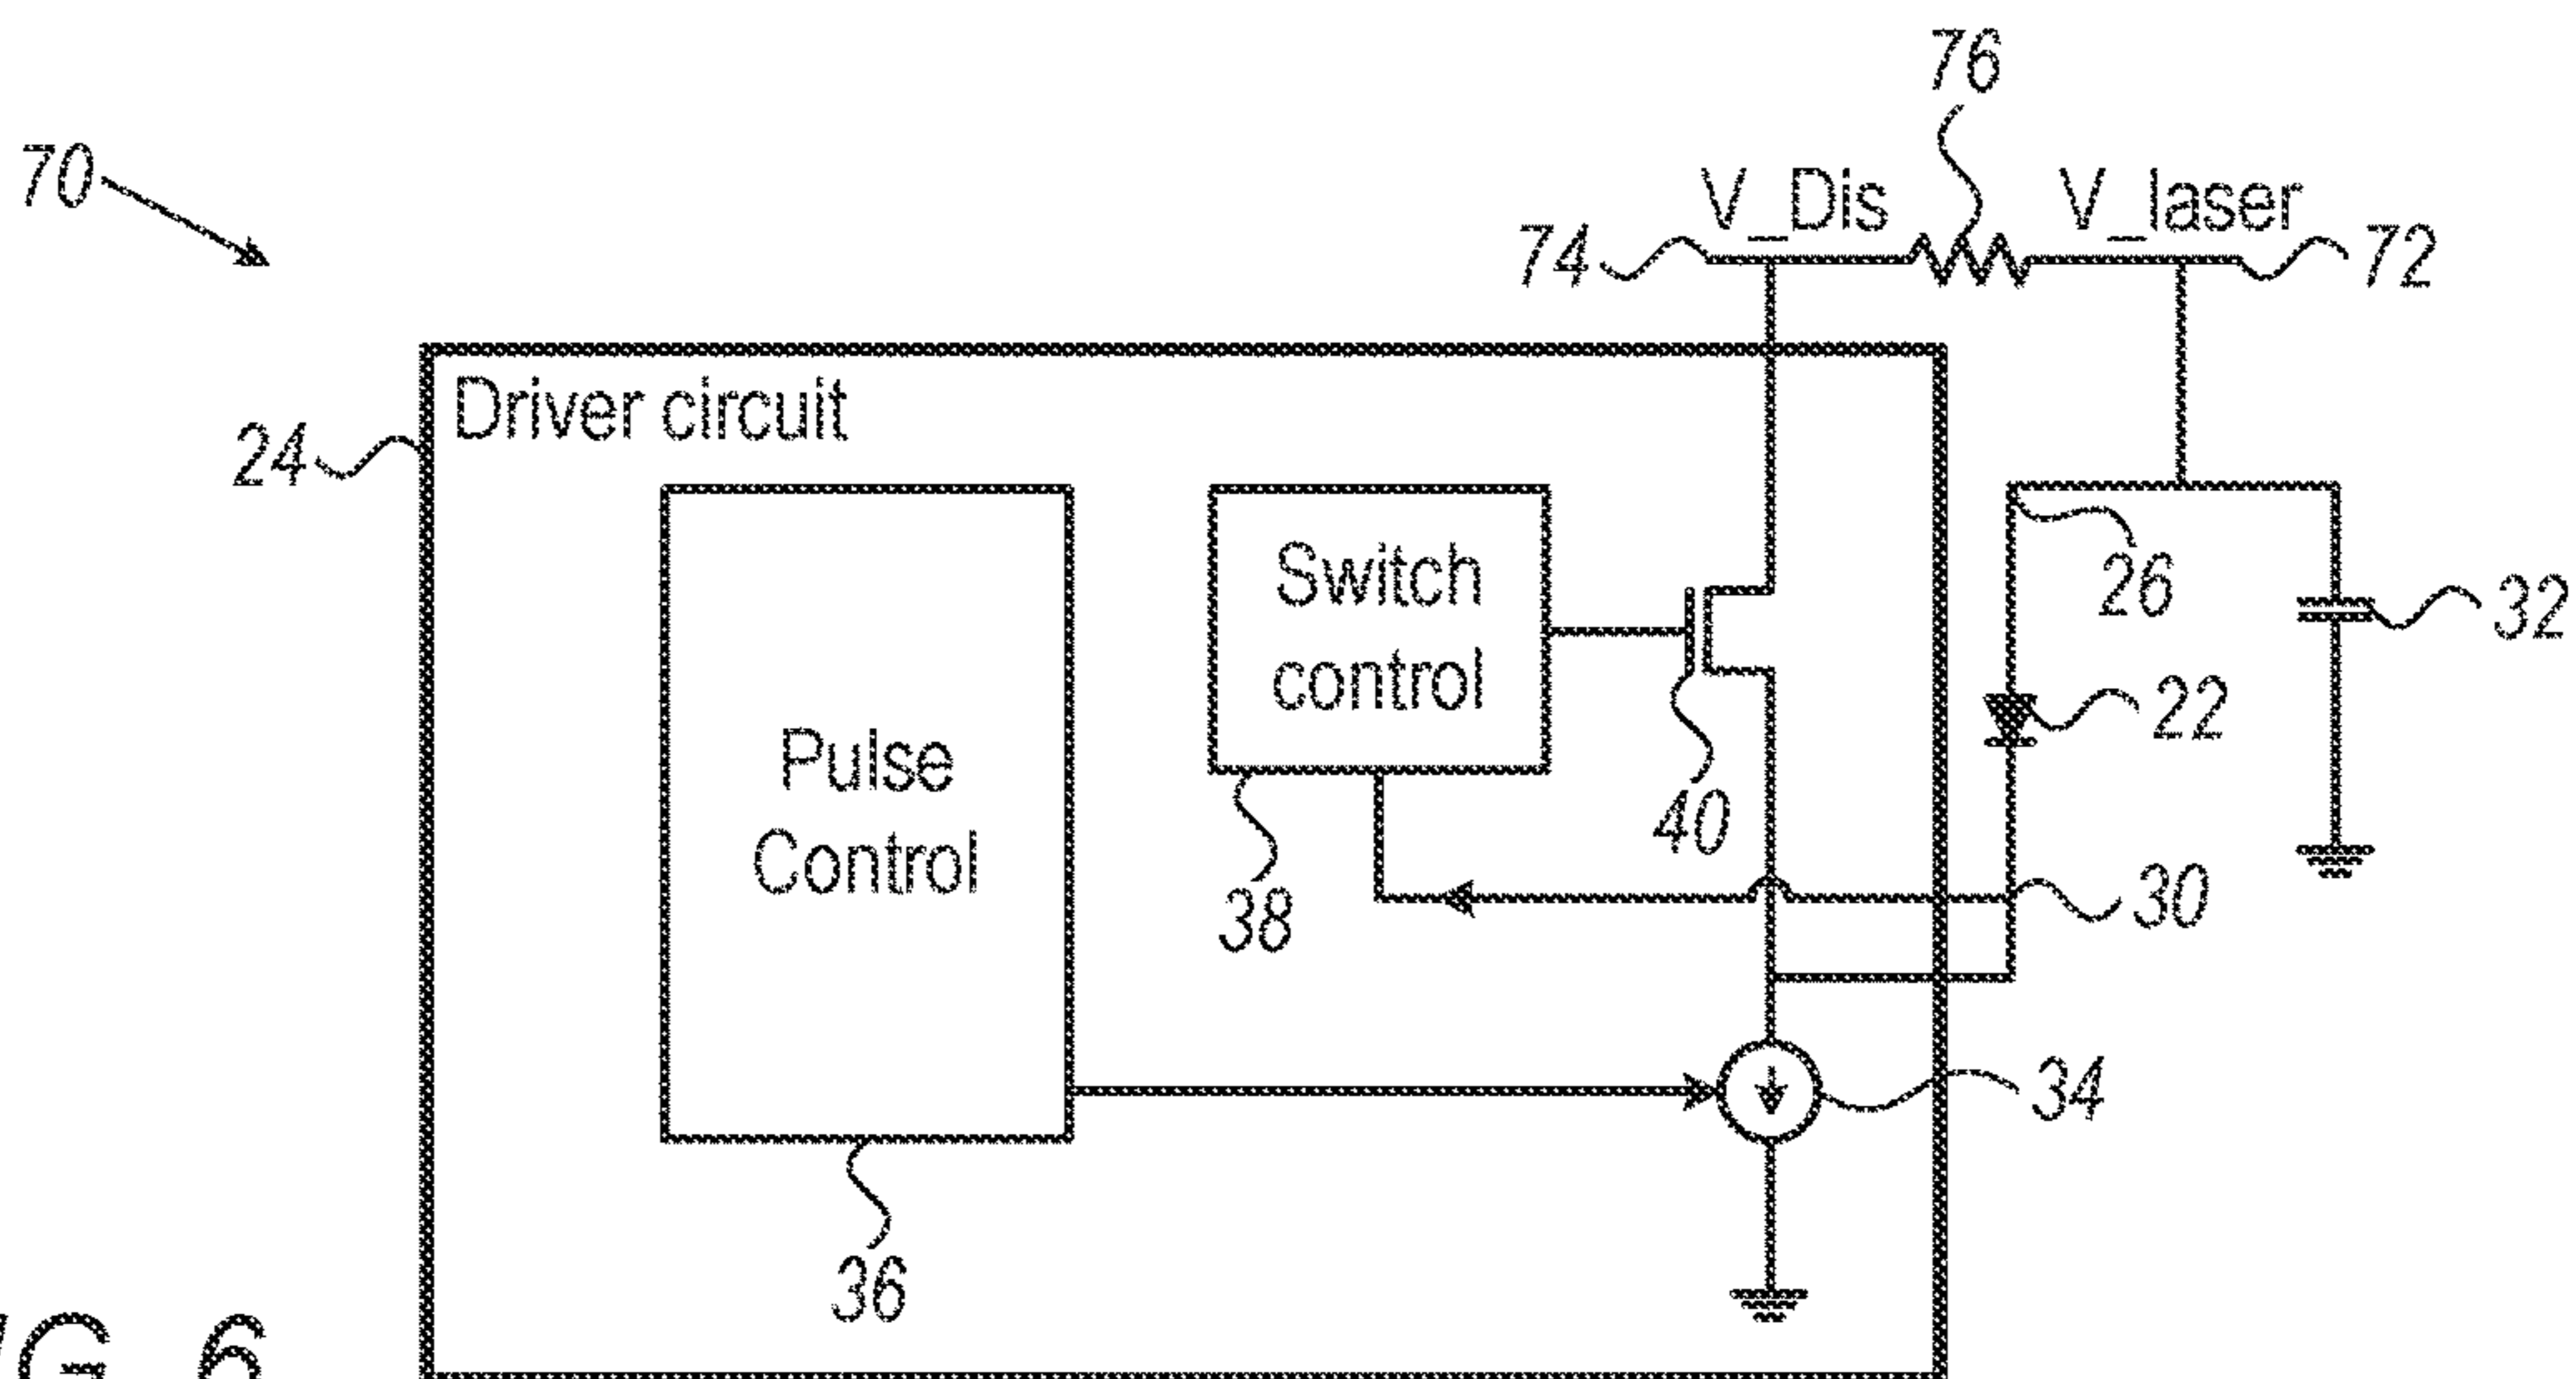 76
70
V_Dis
V_laser
74
72
Driver circuit
24
Switch
control
26
32
22
Pulse
Control
40
38
30
34
36
6